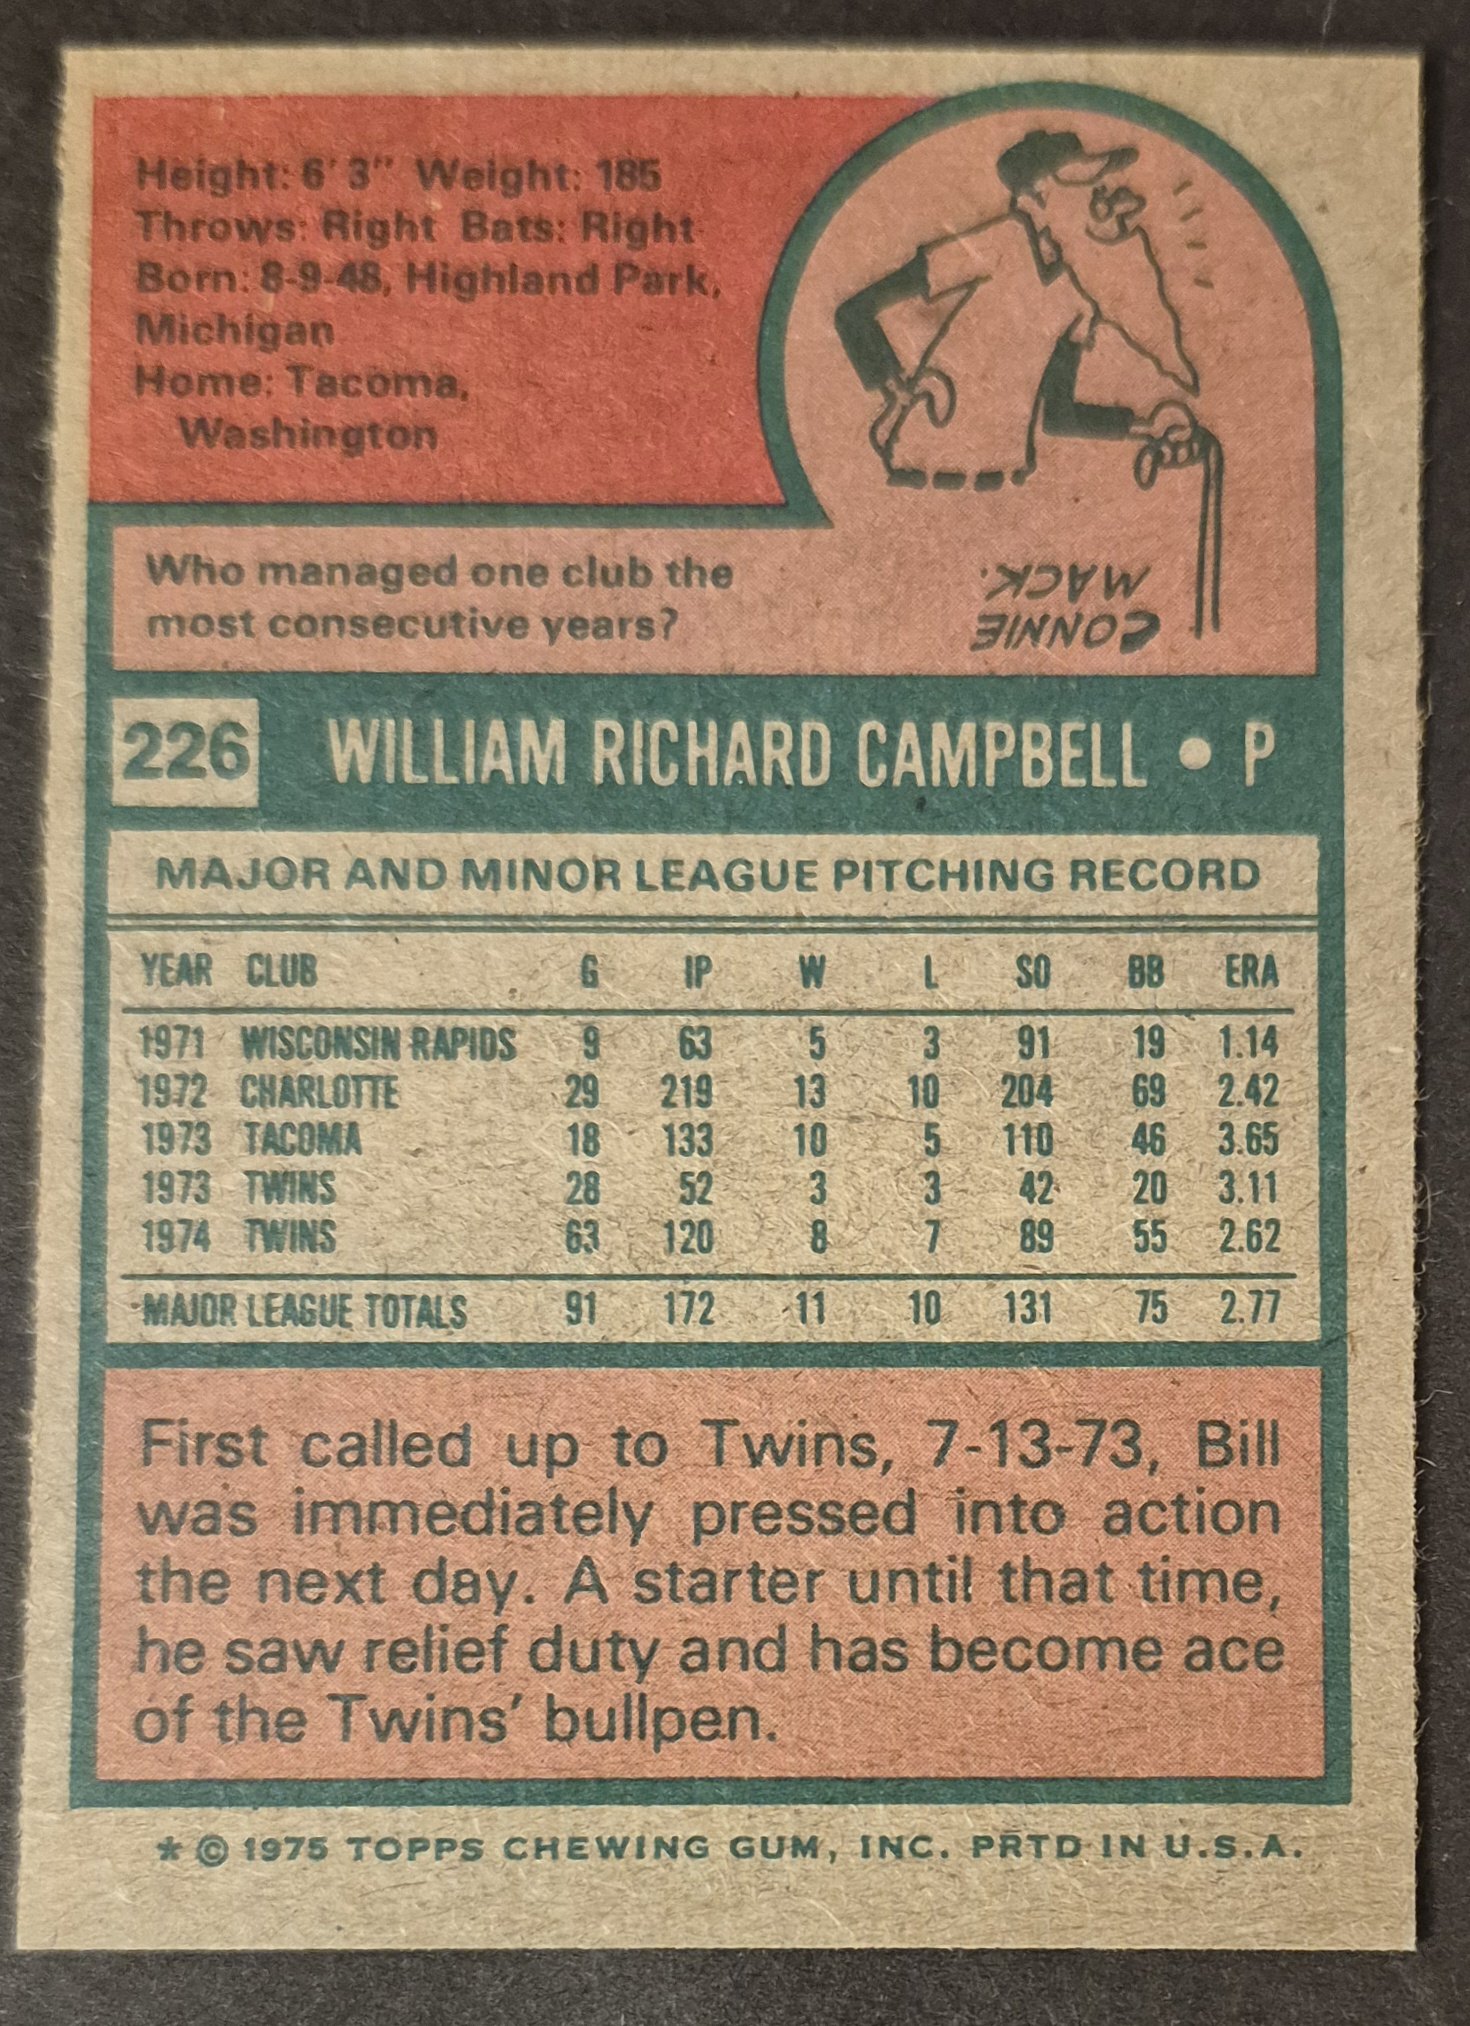 Height: 6' 3" Weight: 185
Throws: Right Bats: Right
Born: 8-9-48, Highland Park,
Michigan
Home: Tacoma,
Washington
Who managed one club the
most consecutive years?
CONNIE
MACK.
226 WILLIAM RICHARD CAMPBELL • P
MAJOR AND MINOR LEAGUE PITCHING RECORD
YEAR CLUB G IP W L SO BB ERA
1971 WISCONSIN RAPIDS 9 63 5 3 91 19 1.14
1972 CHARLOTTE 29 219 13 10 204 69 2.42
1973 TACOMA 18 133 10 5 110 46 3.65
1973 TWINS 28 52 3 3 42 20 3.11
1974 TWINS 63 120 8 7 89 55 2.62
MAJOR LEAGUE TOTALS 91 172 11 10 131 75 2.77
First called up to Twins, 7-13-73, Bill
was immediately pressed into action
the next day. A starter until that time,
he saw relief duty and has become ace
of the Twins' bullpen.
* © 1975 TOPPS CHEWING GUM, INC. PRTD IN U.S.A.